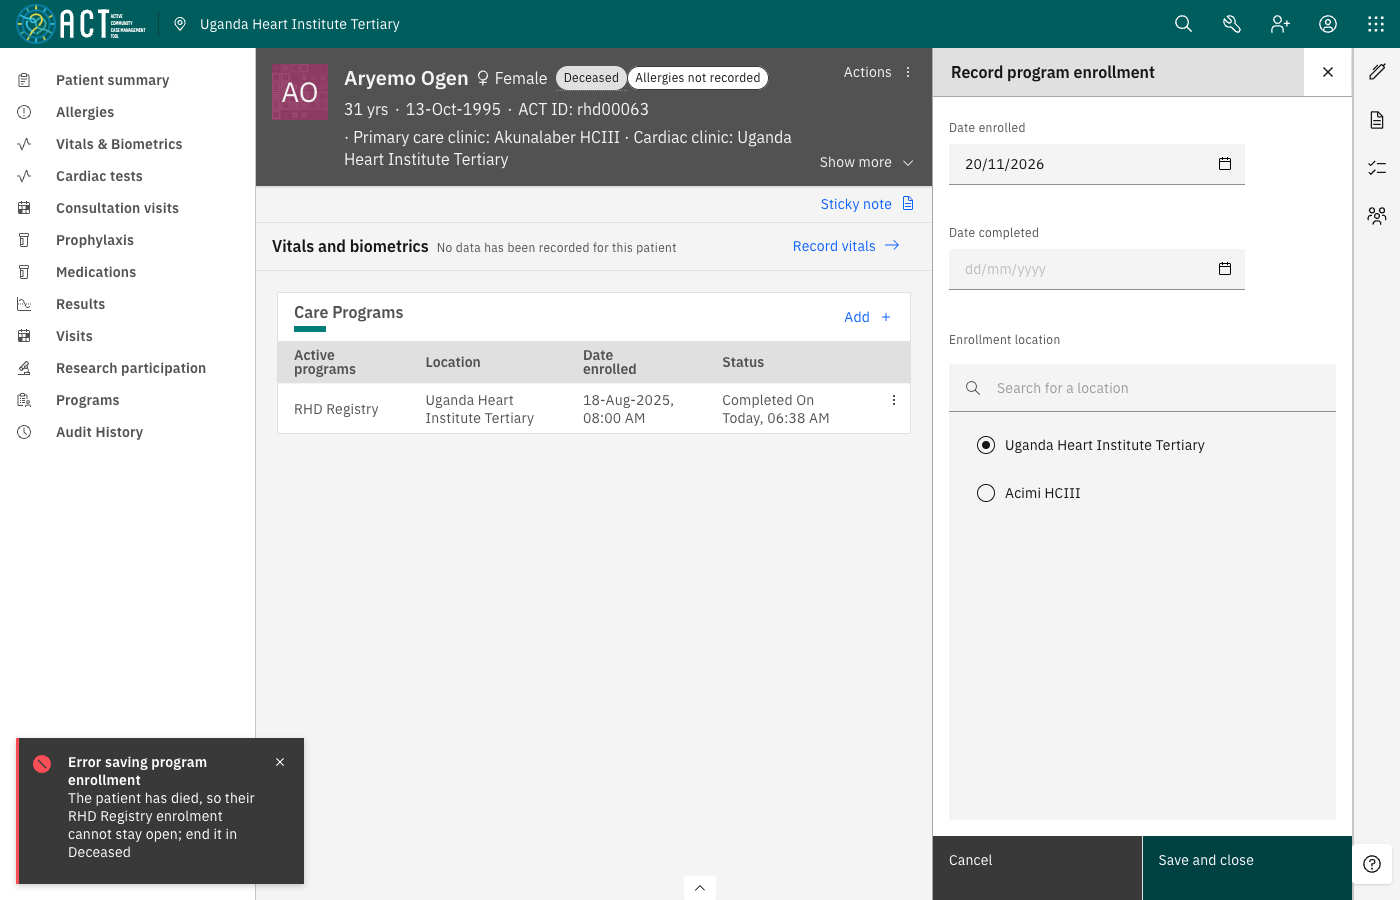 ACT ACTIVE COMMUNITY CASE MANAGEMENT TOOL
Uganda Heart Institute Tertiary
Patient summary
Allergies
Vitals & Biometrics
Cardiac tests
Consultation visits
Prophylaxis
Medications
Results
Visits
Research participation
Programs
Audit History
AO
Aryemo Ogen Female Deceased Allergies not recorded
Actions
31 yrs · 13-Oct-1995 · ACT ID: rhd00063
· Primary care clinic: Akunalaber HCIII · Cardiac clinic: Uganda
Heart Institute Tertiary
Show more
Sticky note
Vitals and biometrics No data has been recorded for this patient
Record vitals
Care Programs
Add +
Active programs Location Date enrolled Status
RHD Registry
Uganda Heart Institute Tertiary
18-Aug-2025, 08:00 AM
Completed On Today, 06:38 AM
Record program enrollment
Date enrolled
20/11/2026
Date completed
dd/mm/yyyy
Enrollment location
Search for a location
Uganda Heart Institute Tertiary
Acimi HCIII
Cancel
Save and close
Error saving program
enrollment
The patient has died, so their
RHD Registry enrolment
cannot stay open; end it in
Deceased